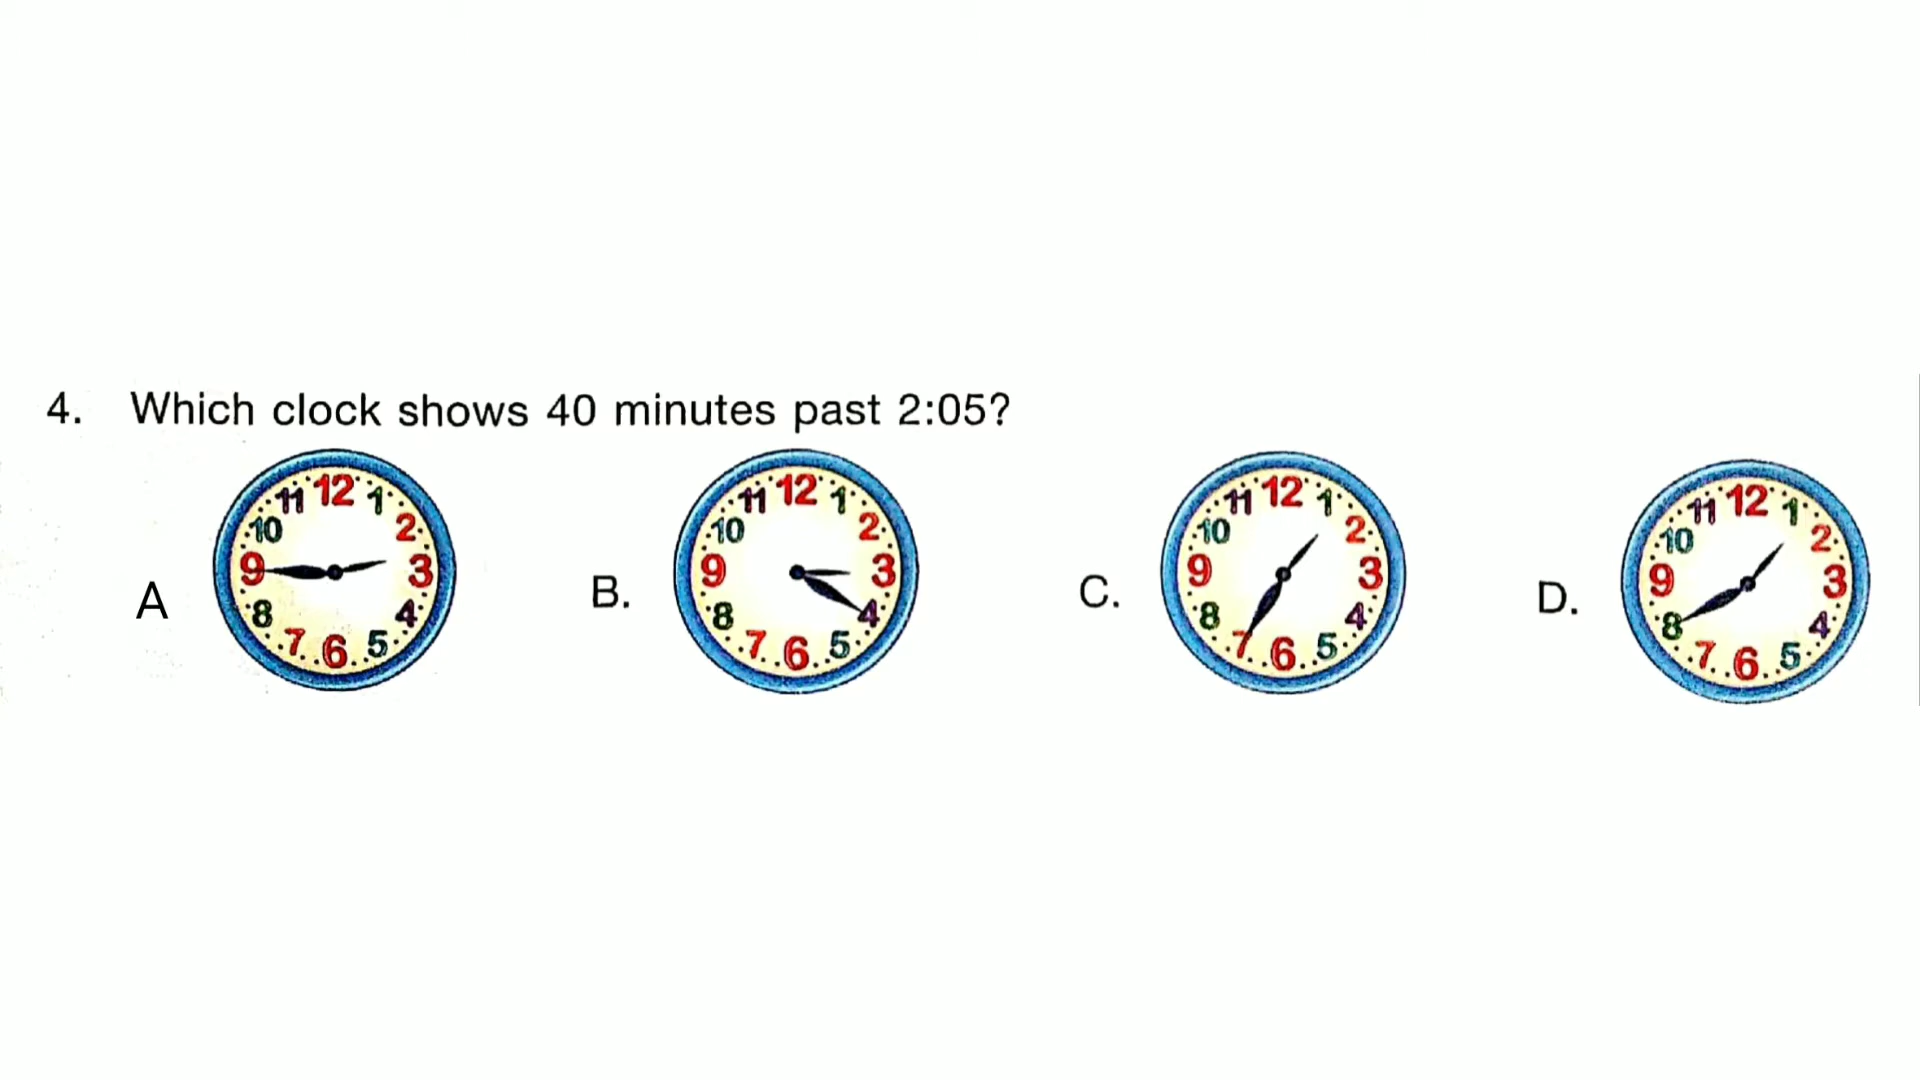 4. Which clock shows 40 minutes past 2:05?
A
12 1 2 3 4 5 6 7 8 9 10 11
B.
12 1 2 3 4 5 6 7 8 9 10 11
C.
12 1 2 3 4 5 6 7 8 9 10 11
D.
12 1 2 3 4 5 6 7 8 9 10 11